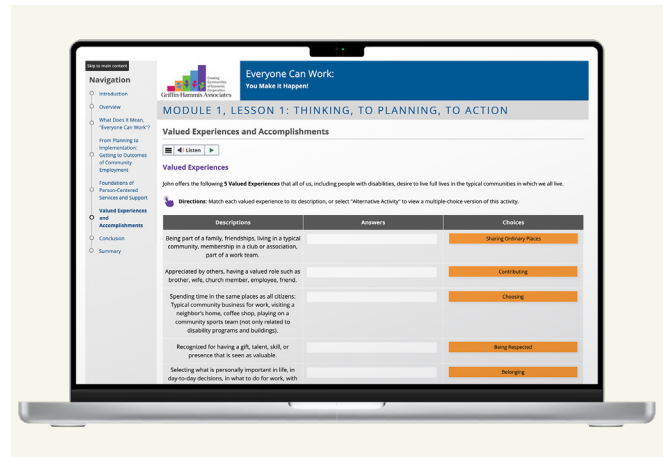 Skip to main content
Navigation
Introduction
Overview
What Does It Mean,
"Everyone Can Work"?
From Planning to
Implementation:
Getting to Outcomes
of Community
Employment
Foundations of
Person-Centered
Services and Support
Valued Experiences
and
Accomplishments
Conclusion
Summary
Creating
Communities
of Economic
Cooperation
Griffin-Hammis Associates
Everyone Can Work:
You Make it Happen!
MODULE 1, LESSON 1: THINKING, TO PLANNING, TO ACTION
Valued Experiences and Accomplishments
Listen
Valued Experiences
John offers the following 5 Valued Experiences that all of us, including people with disabilities, desire to live full lives in the typical communities in which we all live.
Directions: Match each valued experience to its description, or select "Alternative Activity" to view a multiple-choice version of this activity.
Descriptions Answers Choices
Being part of a family, friendships, living in a typical
community, membership in a club or association,
part of a work team.
Sharing Ordinary Places
Appreciated by others, having a valued role such as
brother, wife, church member, employee, friend.
Contributing
Spending time in the same places as all citizens:
Typical community business for work, visiting a
neighbor's home, coffee shop, playing on a
community sports team (not only related to
disability programs and buildings).
Choosing
Recognized for having a gift, talent, skill, or
presence that is seen as valuable.
Being Respected
Selecting what is personally important in life, in
day-to-day decisions, in what to do for work, with
Belonging